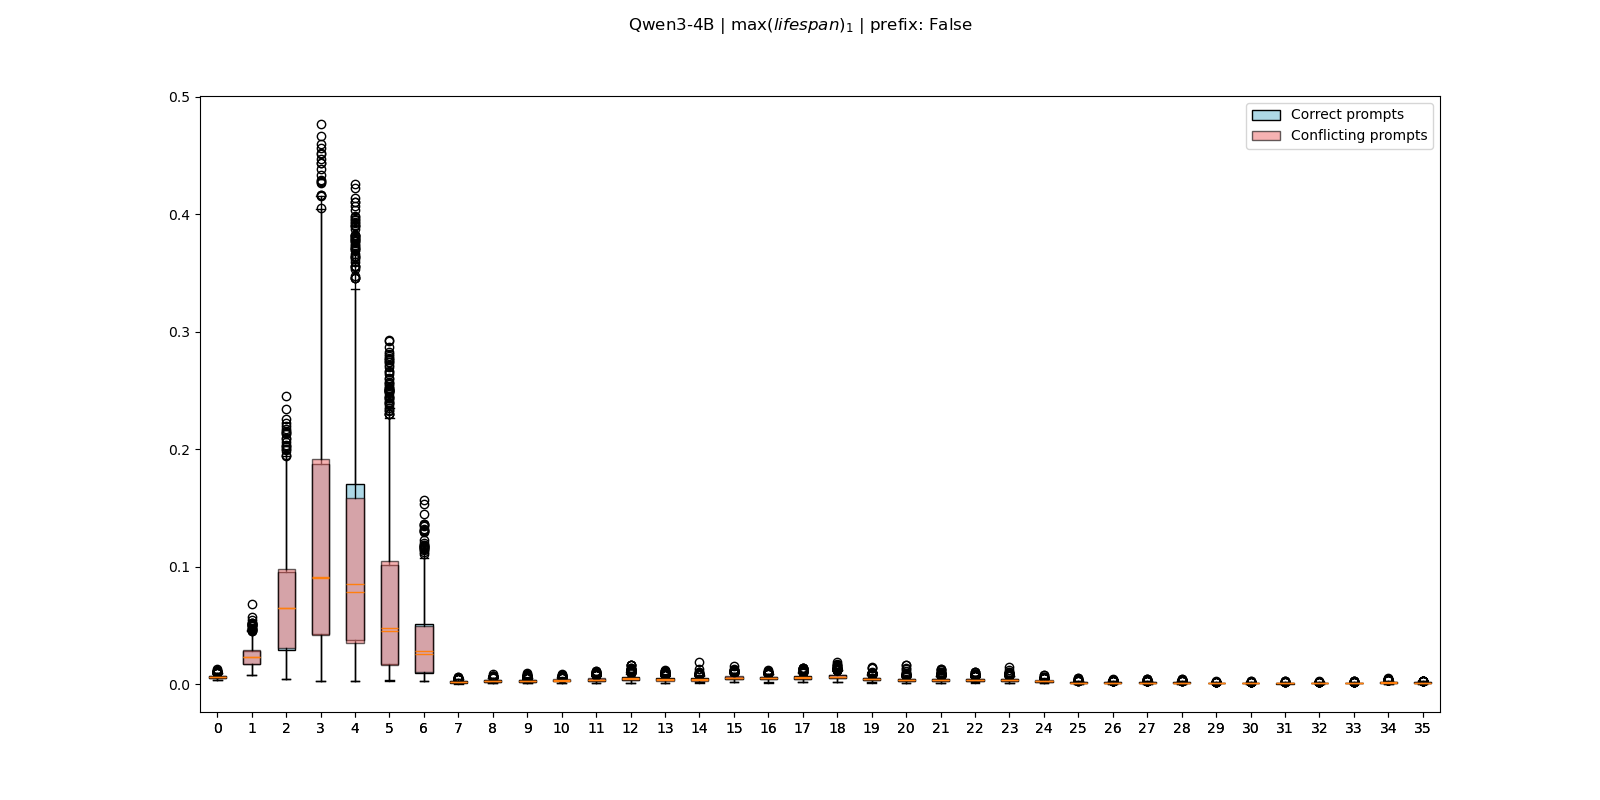 Qwen3-4B | max(lifespan)₁ | prefix: False
0.5
0.4
0.3
0.2
0.1
0.0
Correct prompts
Conflicting prompts
0 1 2 3 4 5 6 7 8 9 10 11 12 13 14 15 16 17 18 19 20 21 22 23 24 25 26 27 28 29 30 31 32 33 34 35